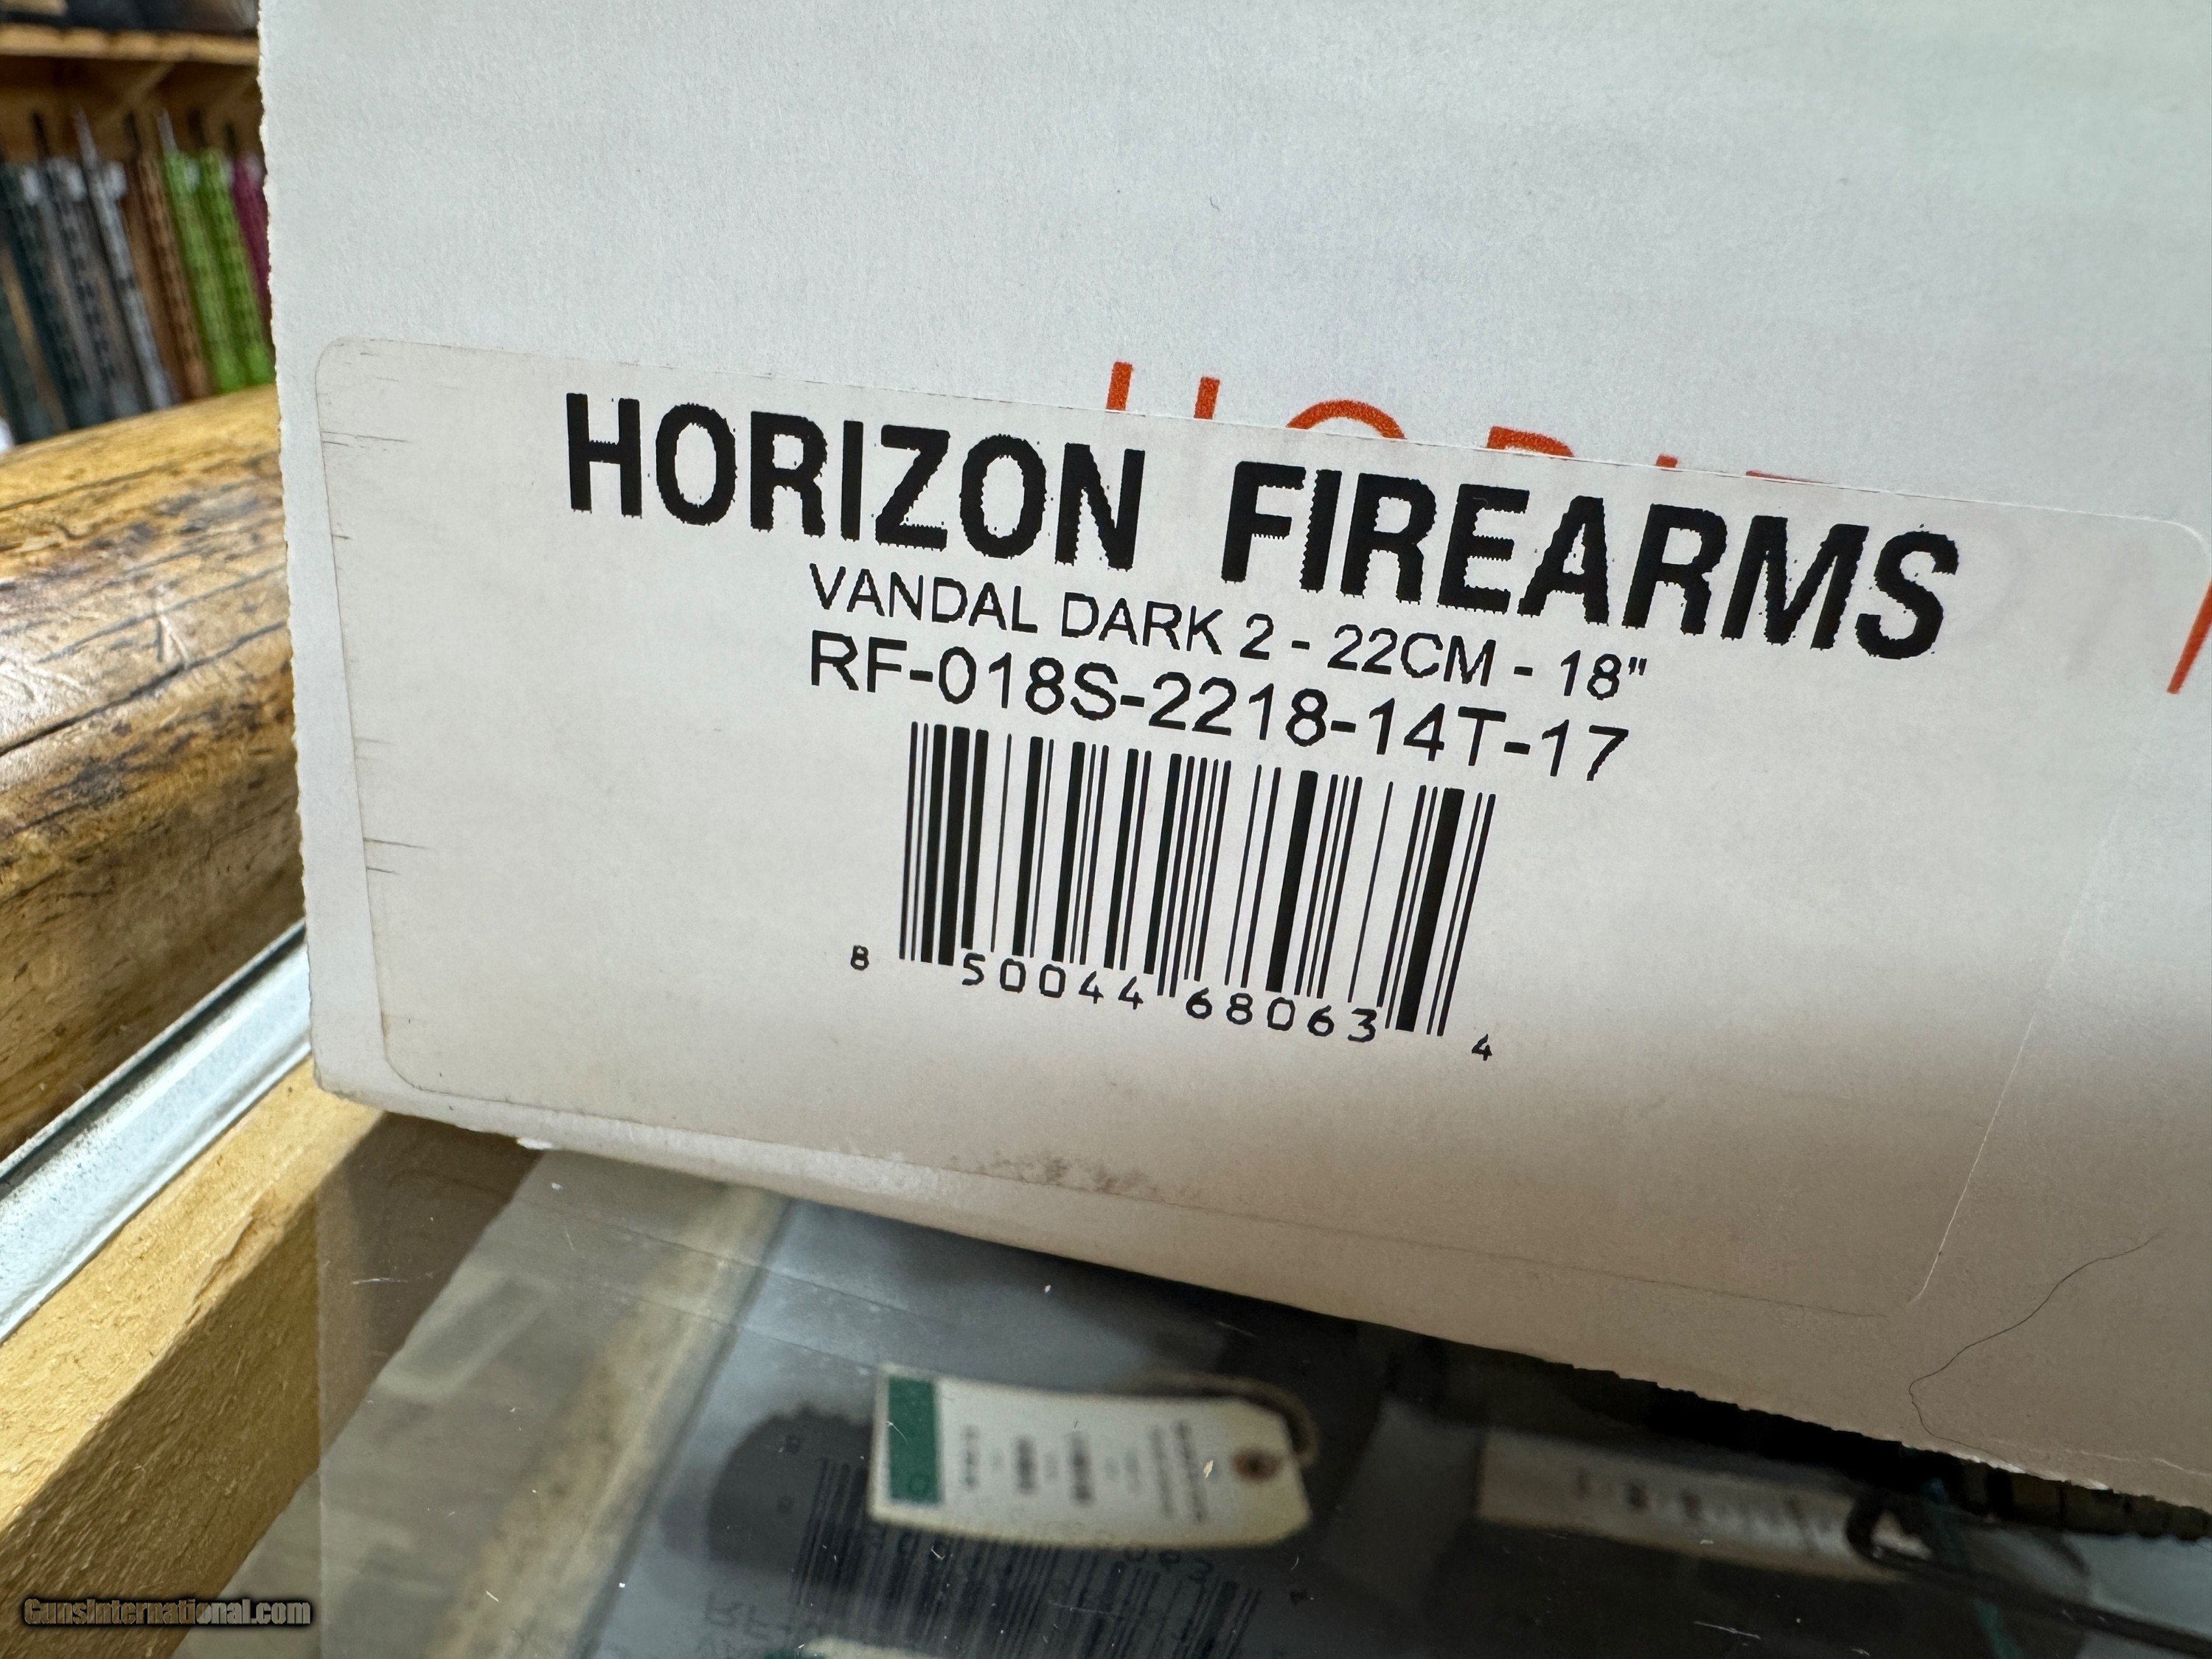 HORIZON FIREARMS
VANDAL DARK 2 - 22CM - 18"
RF-018S-2218-14T-17
8 50044 68063 4
GunsInternational.com